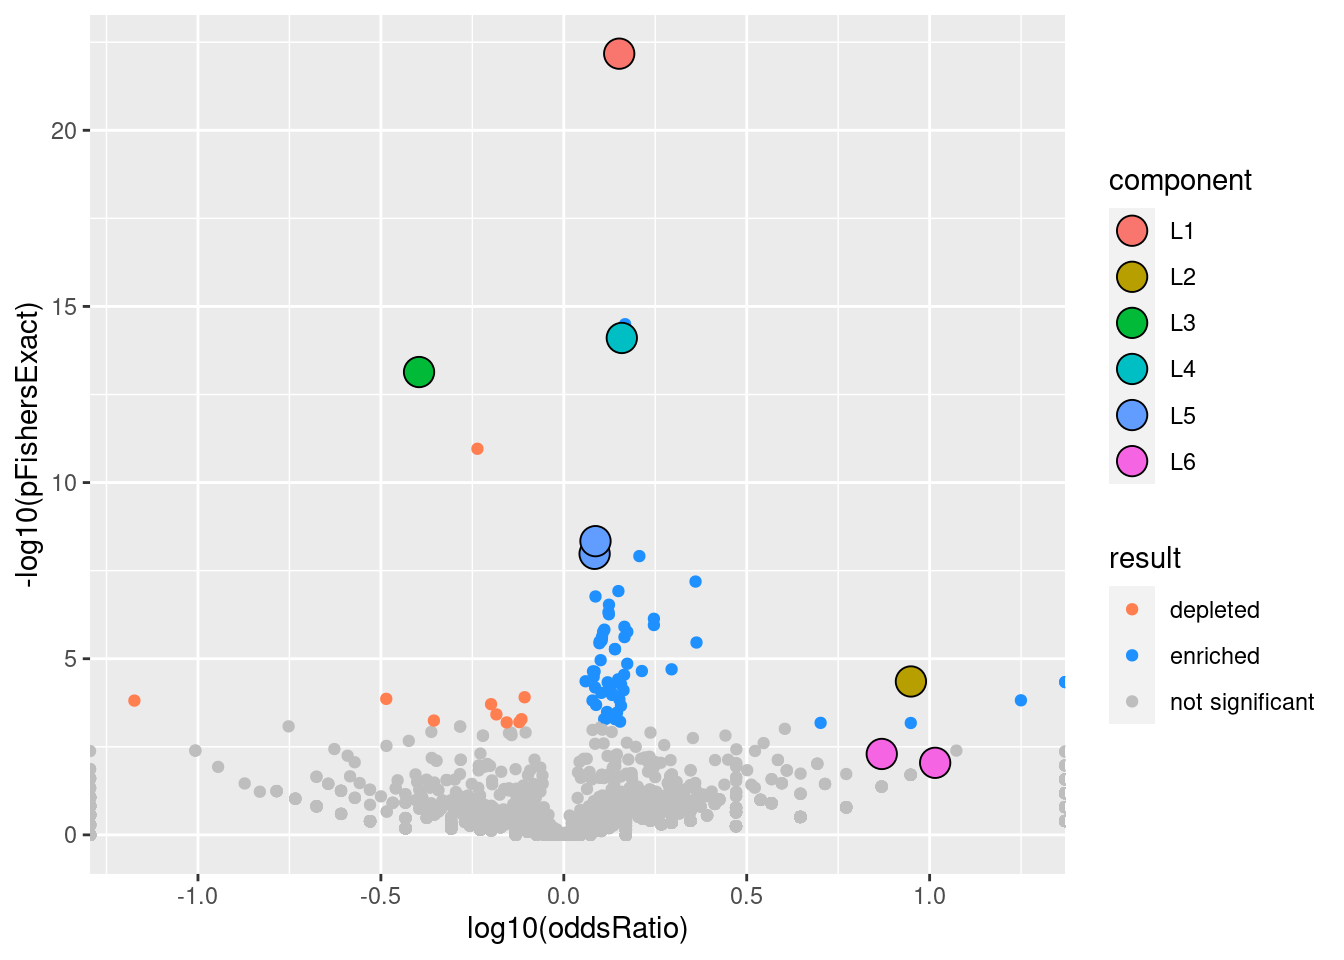 20
15
10
5
0
-1.0
-0.5
0.0
0.5
1.0
log10(oddsRatio)
-log10(pFishersExact)
component
L1
L2
L3
L4
L5
L6
result
depleted
enriched
not significant